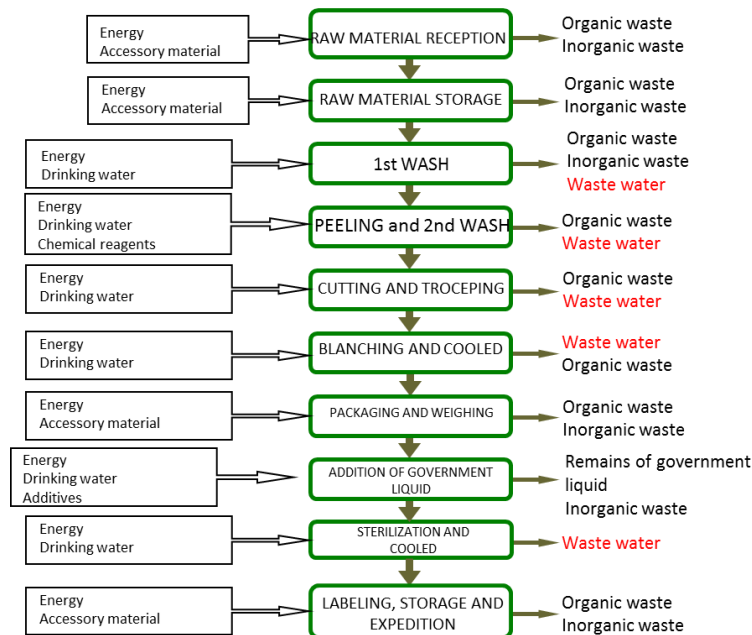 Energy
Accessory material
RAW MATERIAL RECEPTION
Organic waste
Inorganic waste
Energy
Accessory material
RAW MATERIAL STORAGE
Organic waste
Inorganic waste
Energy
Drinking water
1st WASH
Organic waste
Inorganic waste
Waste water
Energy
Drinking water
Chemical reagents
PEELING and 2nd WASH
Organic waste
Waste water
Energy
Drinking water
CUTTING AND TROCEPING
Organic waste
Waste water
Energy
Drinking water
BLANCHING AND COOLED
Waste water
Organic waste
Energy
Accessory material
PACKAGING AND WEIGHING
Organic waste
Inorganic waste
Energy
Drinking water
Additives
ADDITION OF GOVERNMENT
LIQUID
Remains of government
liquid
Inorganic waste
Energy
Drinking water
STERILIZATION AND
COOLED
Waste water
Energy
Accessory material
LABELING, STORAGE AND
EXPEDITION
Organic waste
Inorganic waste